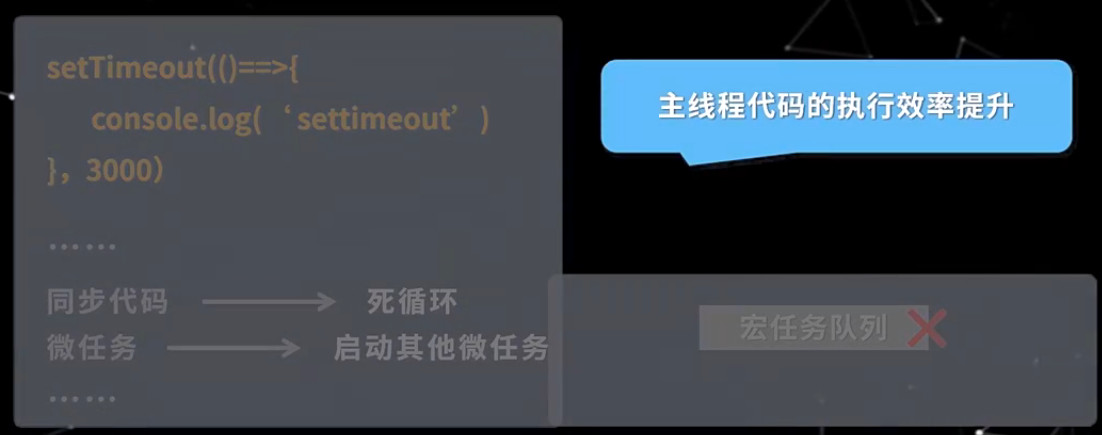 setTimeout(()==>{
console.log(‘settimeout’)
}，3000）
……
同步代码 死循环
微任务 启动其他微任务
……
主线程代码的执行效率提升
宏任务队列